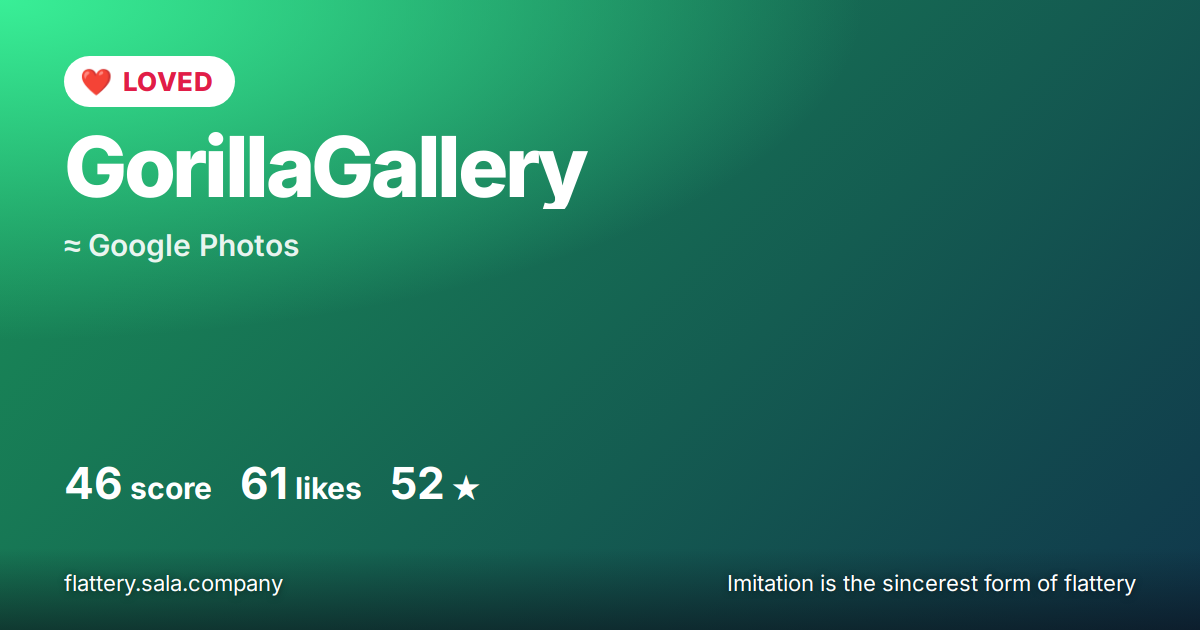 ❤️ LOVED
GorillaGallery
≈ Google Photos
46 score 61 likes 52 ★
flattery.sala.company
Imitation is the sincerest form of flattery